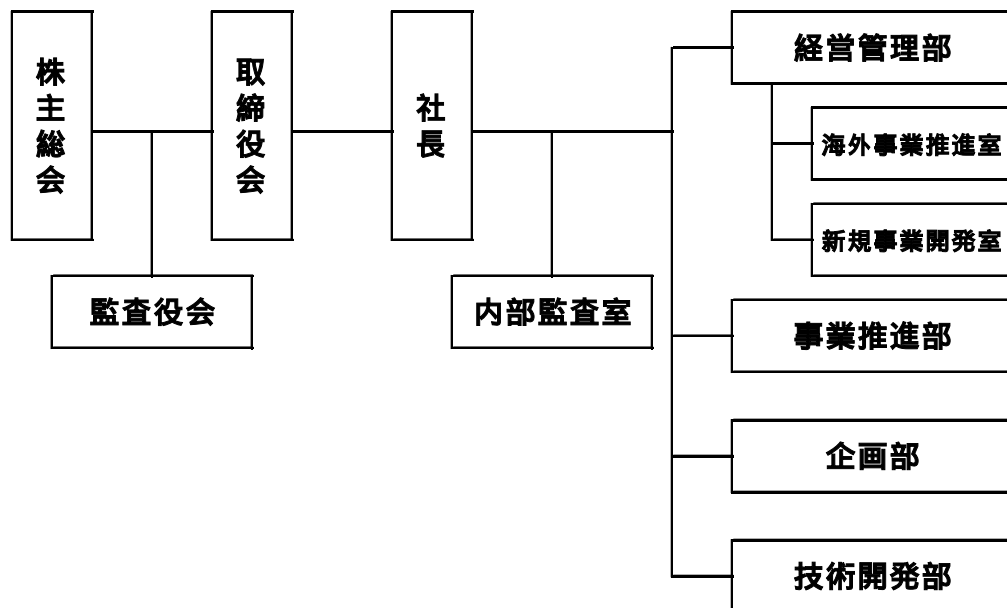 株主総会
取締役会
社長
監査役会
内部監査室
経営管理部
海外事業推進室
新規事業開発室
事業推進部
企画部
技術開発部